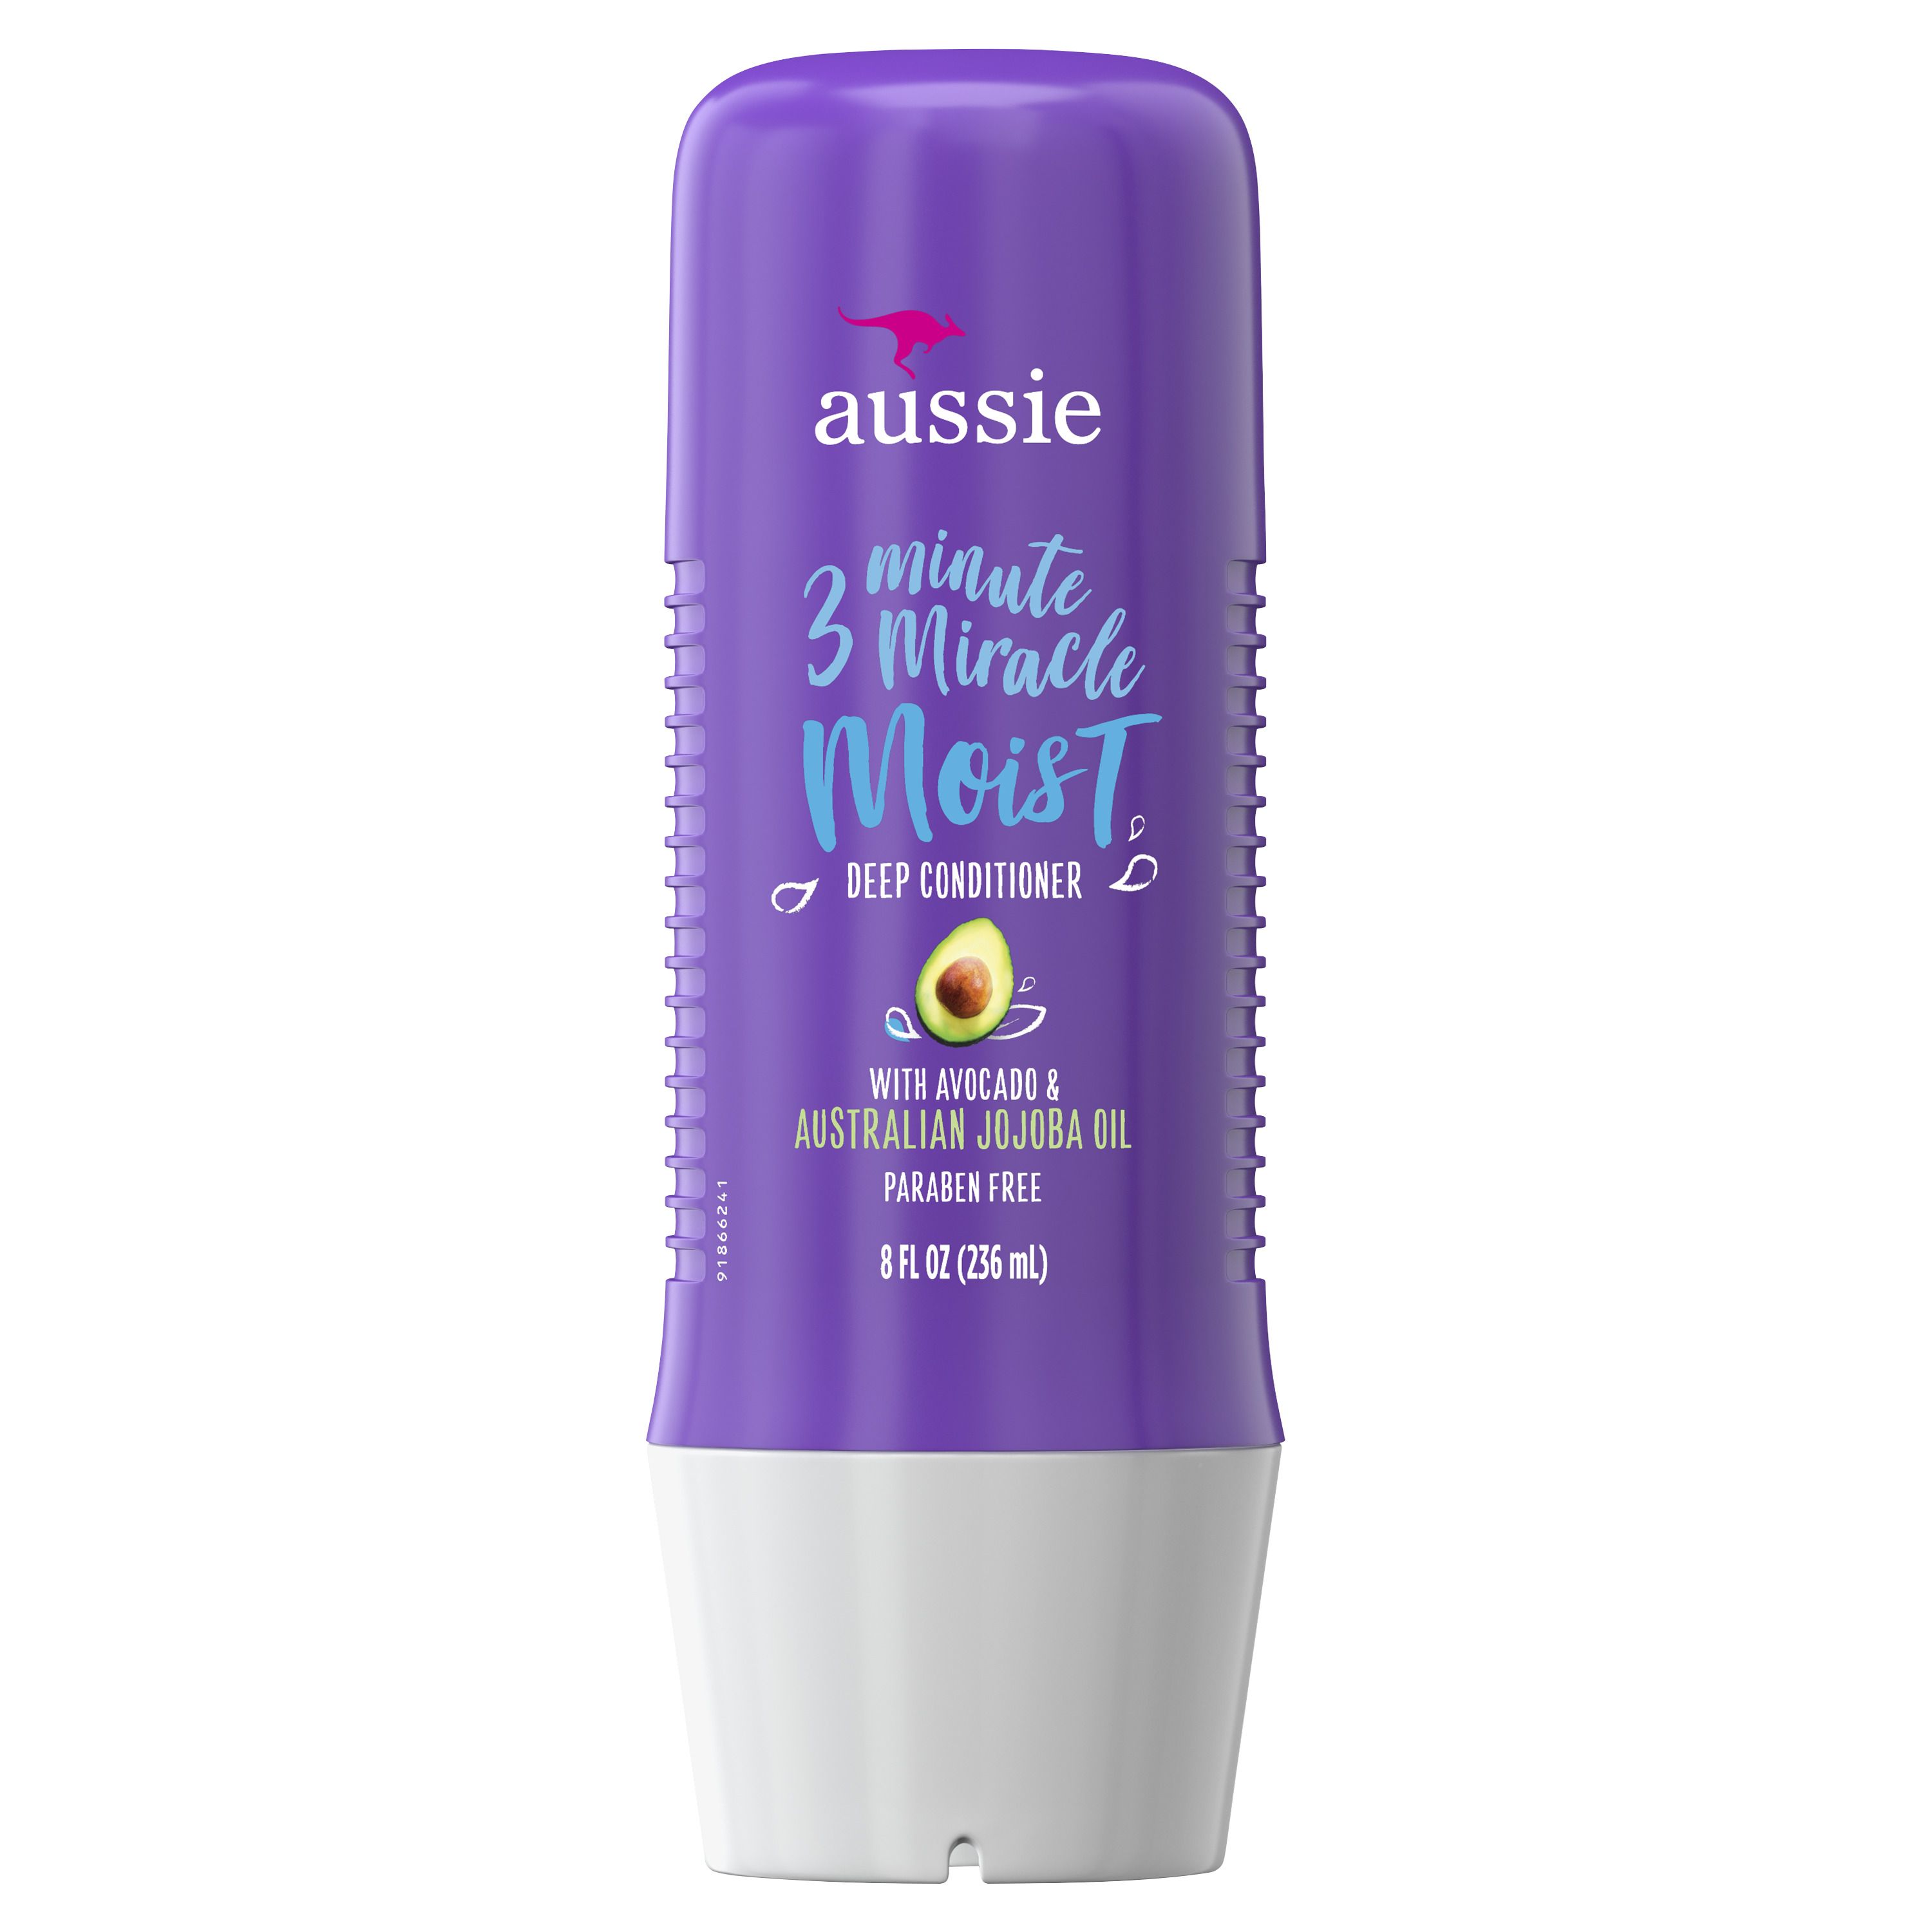 aussie
3 minute
Miracle
Moist
DEEP CONDITIONER
WITH AVOCADO &
AUSTRALIAN JOJOBA OIL
PARABEN FREE
8 FL OZ (236 mL)
91866241